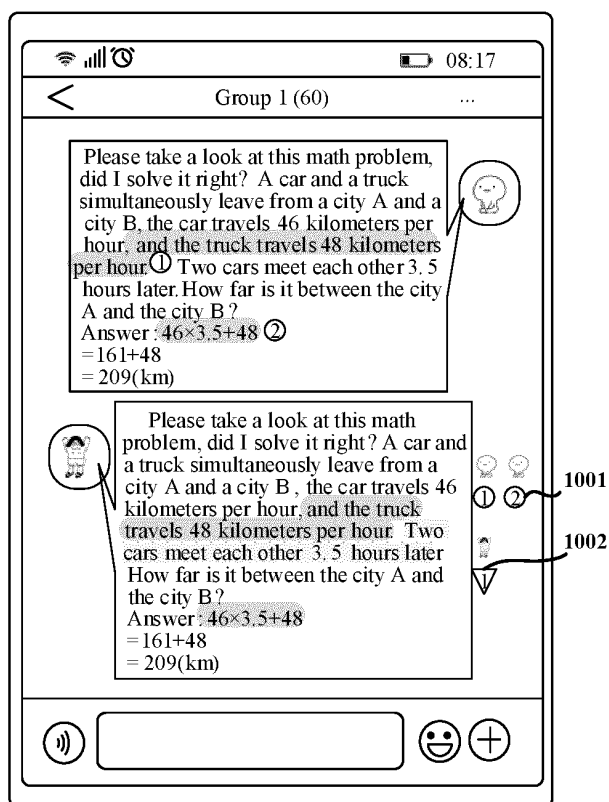 08:17
Group 1 (60)
...
Please take a look at this math problem,
did I solve it right? A car and a truck
simultaneously leave from a city A and a
city B, the car travels 46 kilometers per
hour, and the truck travels 48 kilometers
per hour. ① Two cars meet each other 3.5
hours later. How far is it between the city
A and the city B?
Answer: 46×3.5+48 ②
=161+48
= 209(km)
Please take a look at this math
problem, did I solve it right? A car and
a truck simultaneously leave from a
city A and a city B, the car travels 46
kilometers per hour, and the truck
travels 48 kilometers per hour. Two
cars meet each other 3.5 hours later
How far is it between the city A and
the city B?
Answer: 46×3.5+48
=161+48
= 209(km)
① ②
1001
1002
1